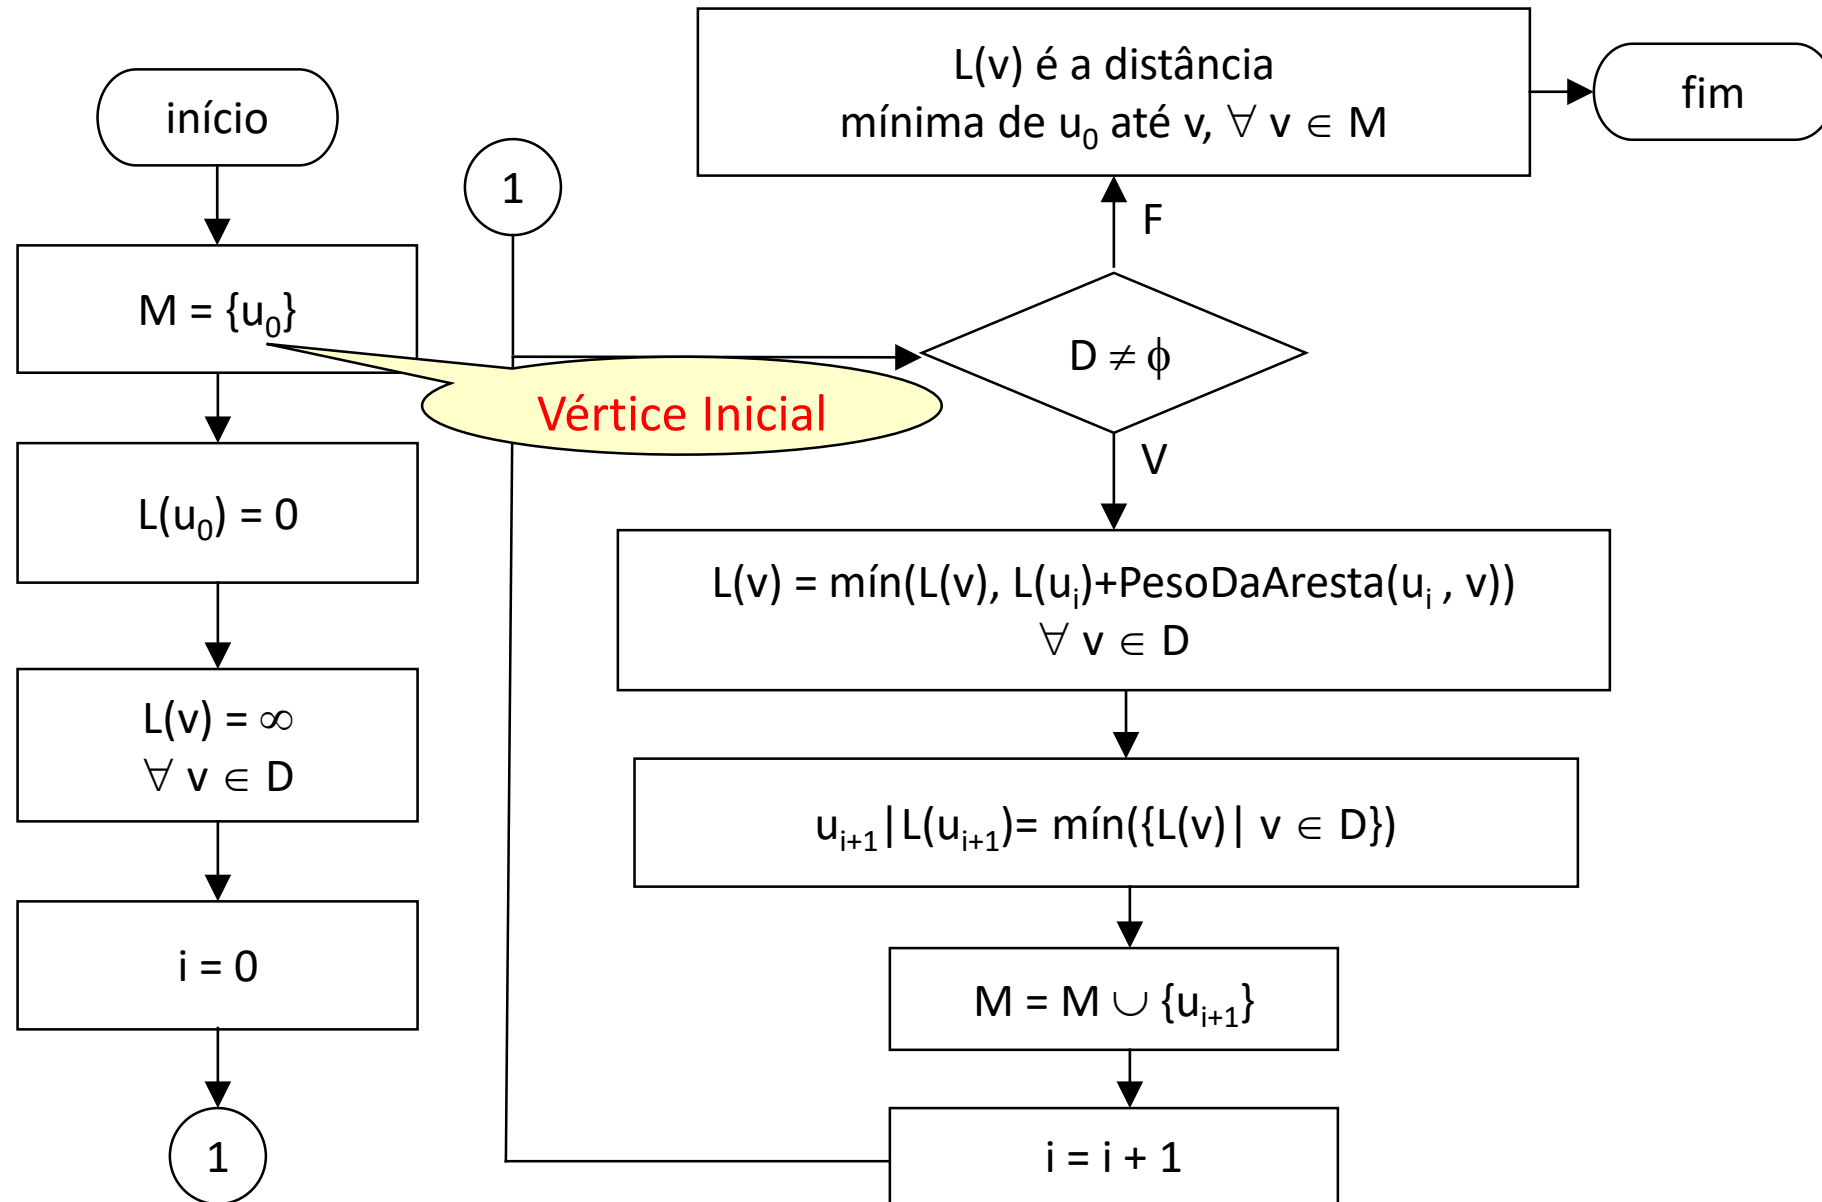 início
M = {u₀}
Vértice Inicial
L(u₀) = 0
L(v) = ∞
∀ v ∈ D
i = 0
1
1
D ≠ ϕ
F
L(v) é a distância
mínima de u₀ até v, ∀ v ∈ M
fim
V
L(v) = mín(L(v), L(uᵢ)+PesoDaAresta(uᵢ , v))
∀ v ∈ D
uᵢ₊₁|L(uᵢ₊₁)= mín({L(v)| v ∈ D})
M = M ∪ {uᵢ₊₁}
i = i + 1